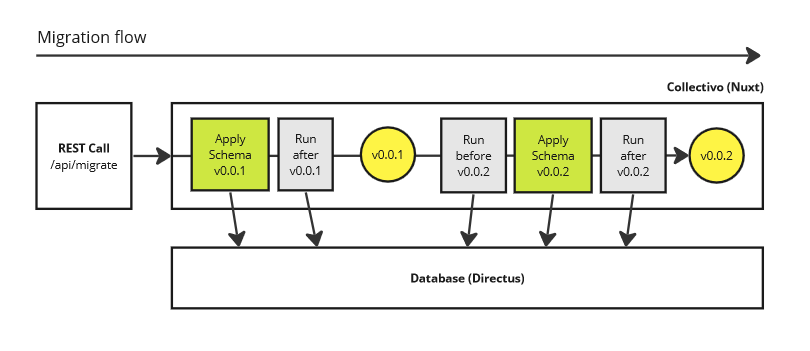 Migration flow
Collectivo (Nuxt)
REST Call
/api/migrate
Apply
Schema
v0.0.1
Run
after
v0.0.1
v0.0.1
Run
before
v0.0.2
Apply
Schema
v0.0.2
Run
after
v0.0.2
v0.0.2
Database (Directus)